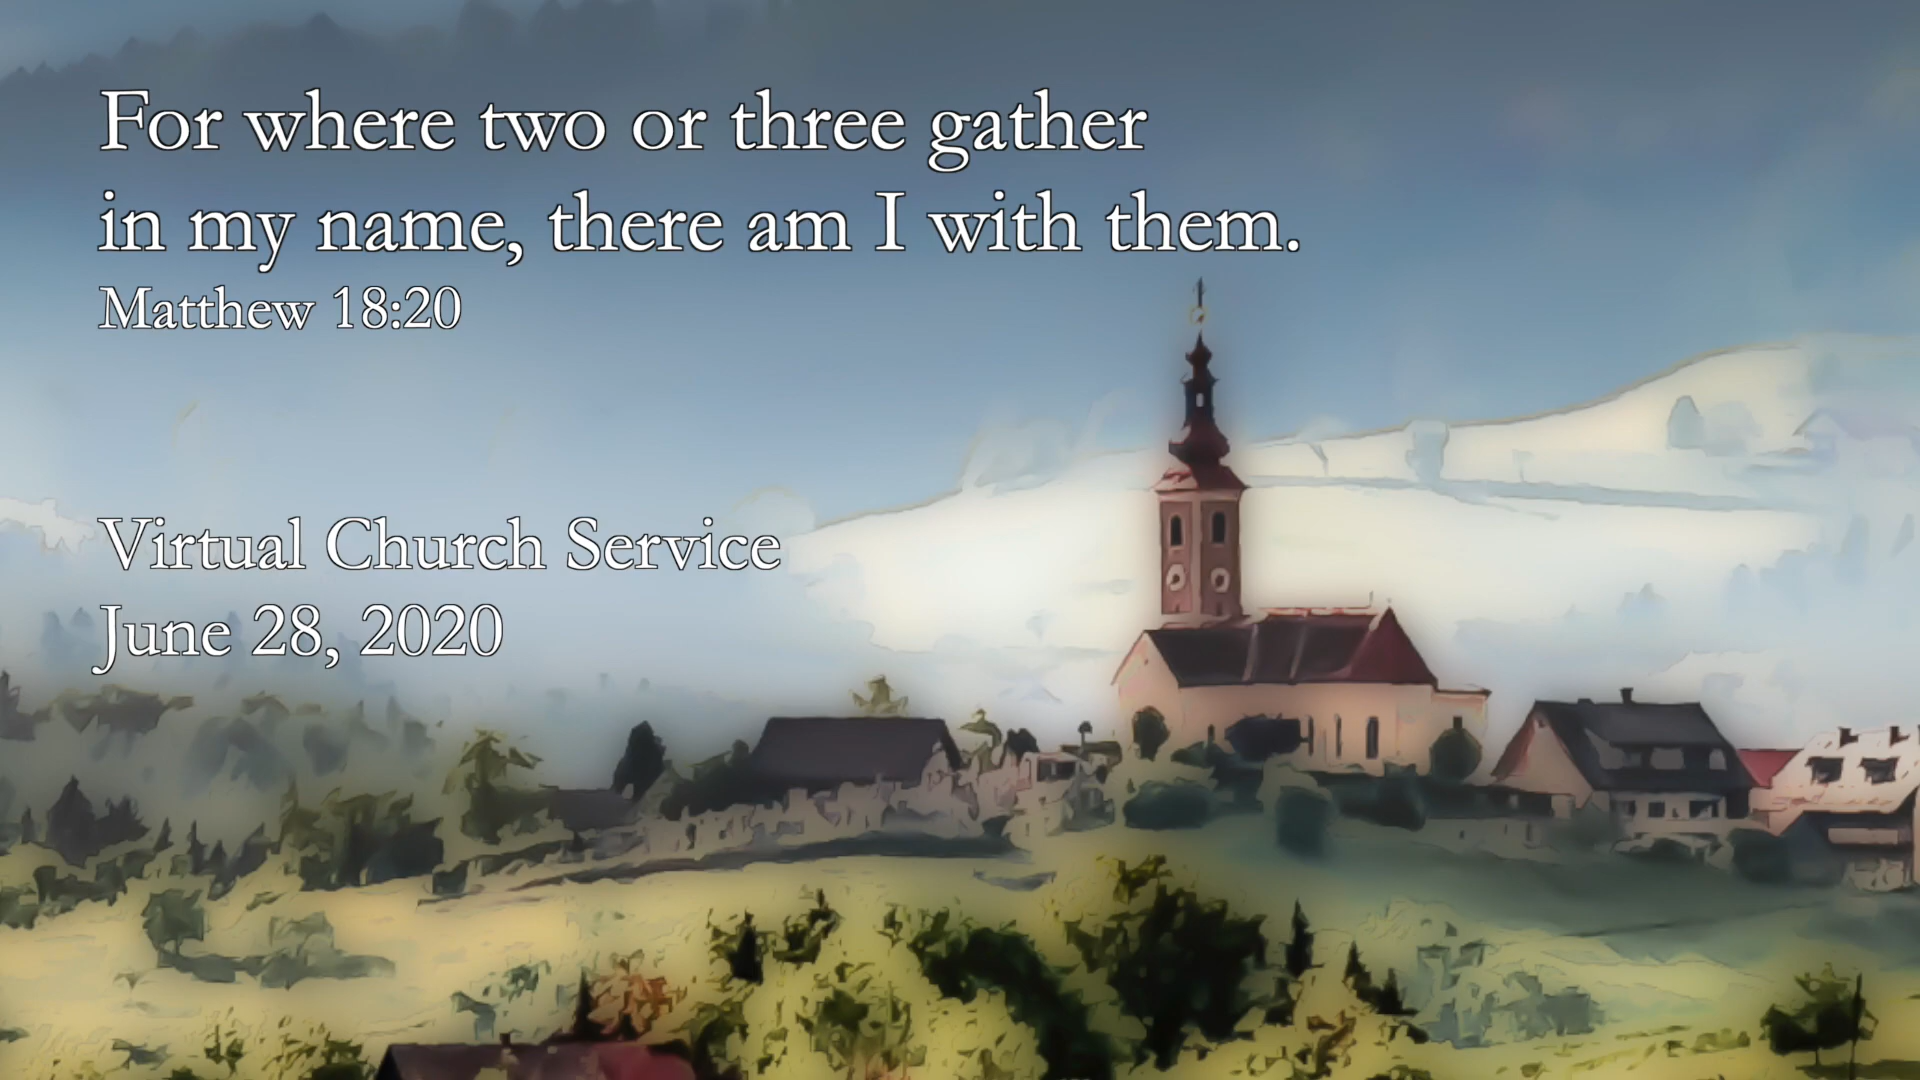 For where two or three gather
in my name, there am I with them.
Matthew 18:20
Virtual Church Service
June 28, 2020